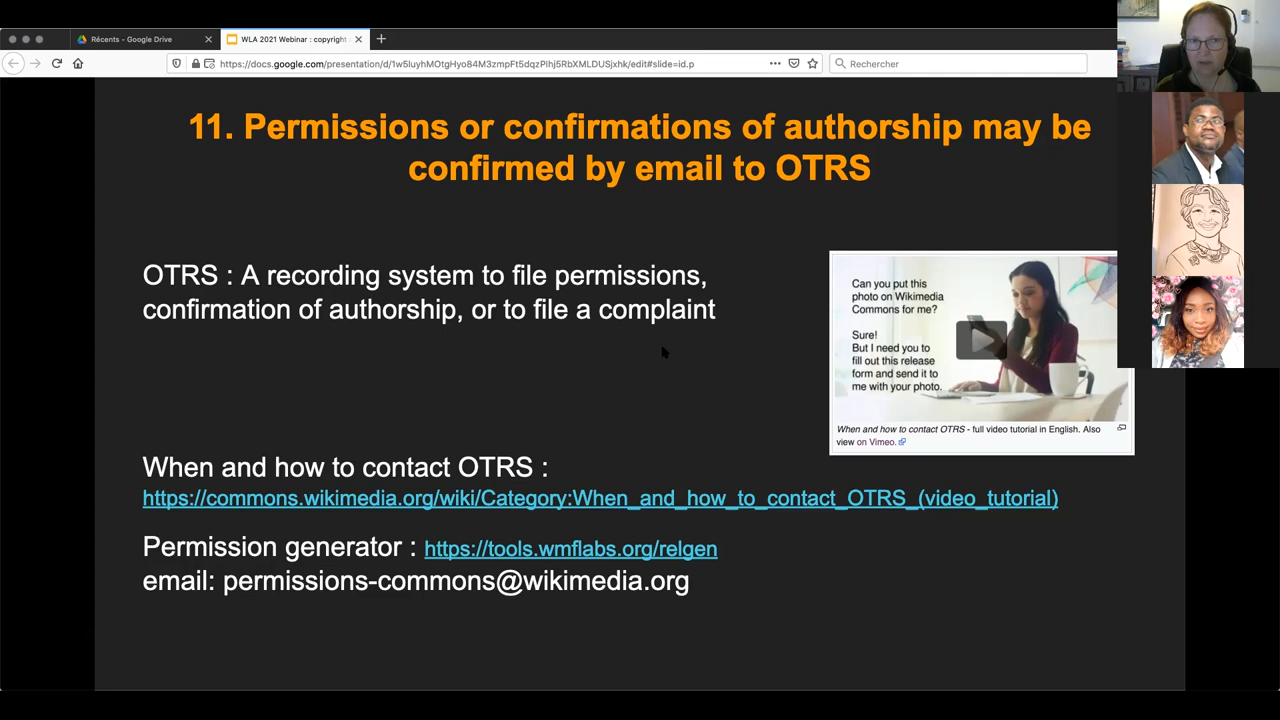 Récents - Google Drive
WLA 2021 Webinar : copyright
https://docs.google.com/presentation/d/1w5luyhMOtgHyo84M3zmpFt5dqzPIhj5RbXMLDUSjxhk/edit#slide=id.p
Rechercher
11. Permissions or confirmations of authorship may be
confirmed by email to OTRS
OTRS : A recording system to file permissions,
confirmation of authorship, or to file a complaint
Can you put this
photo on Wikimedia
Commons for me?
Sure!
But I need you to
fill out this release
form and send it to
me with your photo.
When and how to contact OTRS - full video tutorial in English. Also
view on Vimeo.
When and how to contact OTRS :
https://commons.wikimedia.org/wiki/Category:When_and_how_to_contact_OTRS_(video_tutorial)
Permission generator : https://tools.wmflabs.org/relgen
email: permissions-commons@wikimedia.org